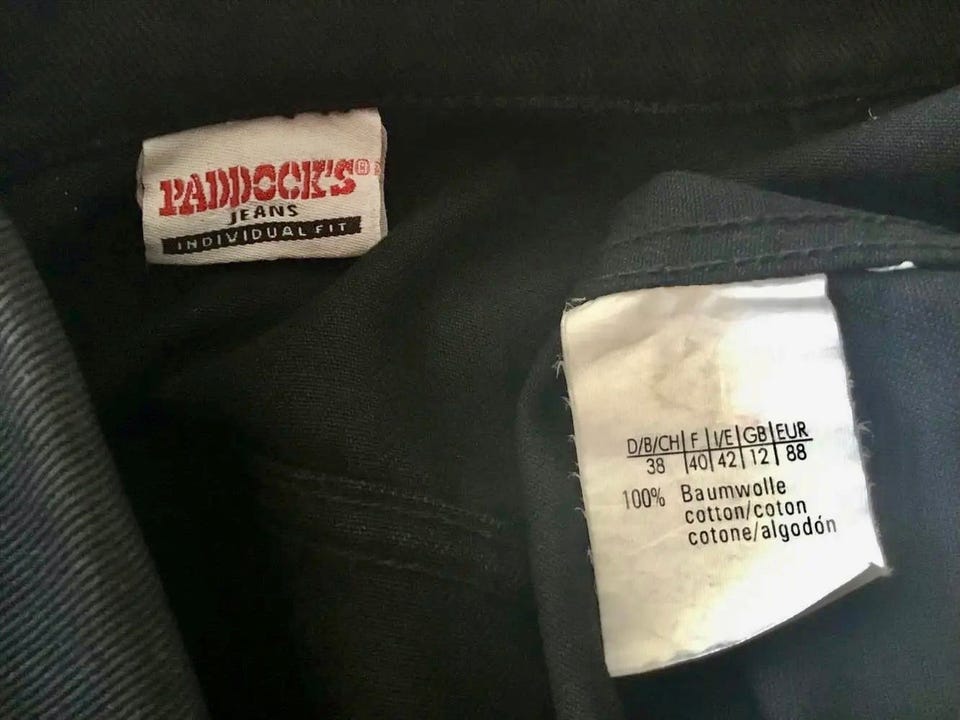 PADDOCK'S®
JEANS
INDIVIDUAL FIT
D/B/CH F I/E GB EUR
38 40 42 12 88
100% Baumwolle
cotton/coton
cotone/algodón